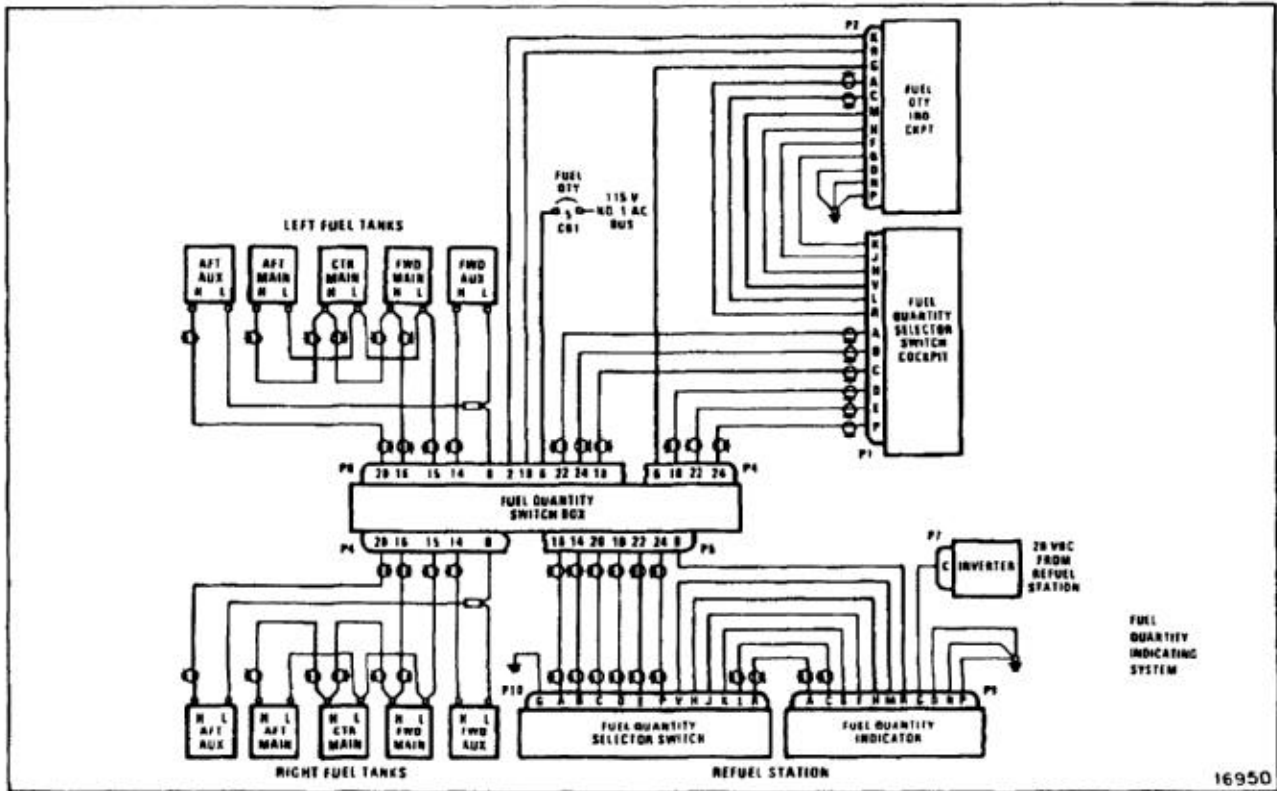 P2
K
R
G
A
C
M
H
F
B
D
N
P
FUEL
QTY
IND
CKPT
FUEL
QTY
5
CB1
115 V
NO. 1 AC
BUS
LEFT FUEL TANKS
AFT
AUX
H L
AFT
MAIN
H L
CTR
MAIN
H L
FWD
MAIN
H L
FWD
AUX
H L
K
J
H
V
L
R
A
B
C
D
E
F
P1
FUEL
QUANTITY
SELECTOR
SWITCH
COCKPIT
20 16 15 14 8 2 10 6 22 24 18
6 18 22 24
P4
FUEL QUANTITY
SWITCH BOX
P4
20 16 15 14 8
16 14 20 18 22 24 8
P5
P7
C
INVERTER
28 VDC
FROM
REFUEL
STATION
FUEL
QUANTITY
INDICATING
SYSTEM
P10
G A B C D E F V H J K L R
FUEL QUANTITY
SELECTOR SWITCH
A C B F H M K G D N P
P9
FUEL QUANTITY
INDICATOR
H L
AFT
AUX
H L
AFT
MAIN
H L
CTR
MAIN
H L
FWD
MAIN
H L
FWD
AUX
RIGHT FUEL TANKS
REFUEL STATION
16950